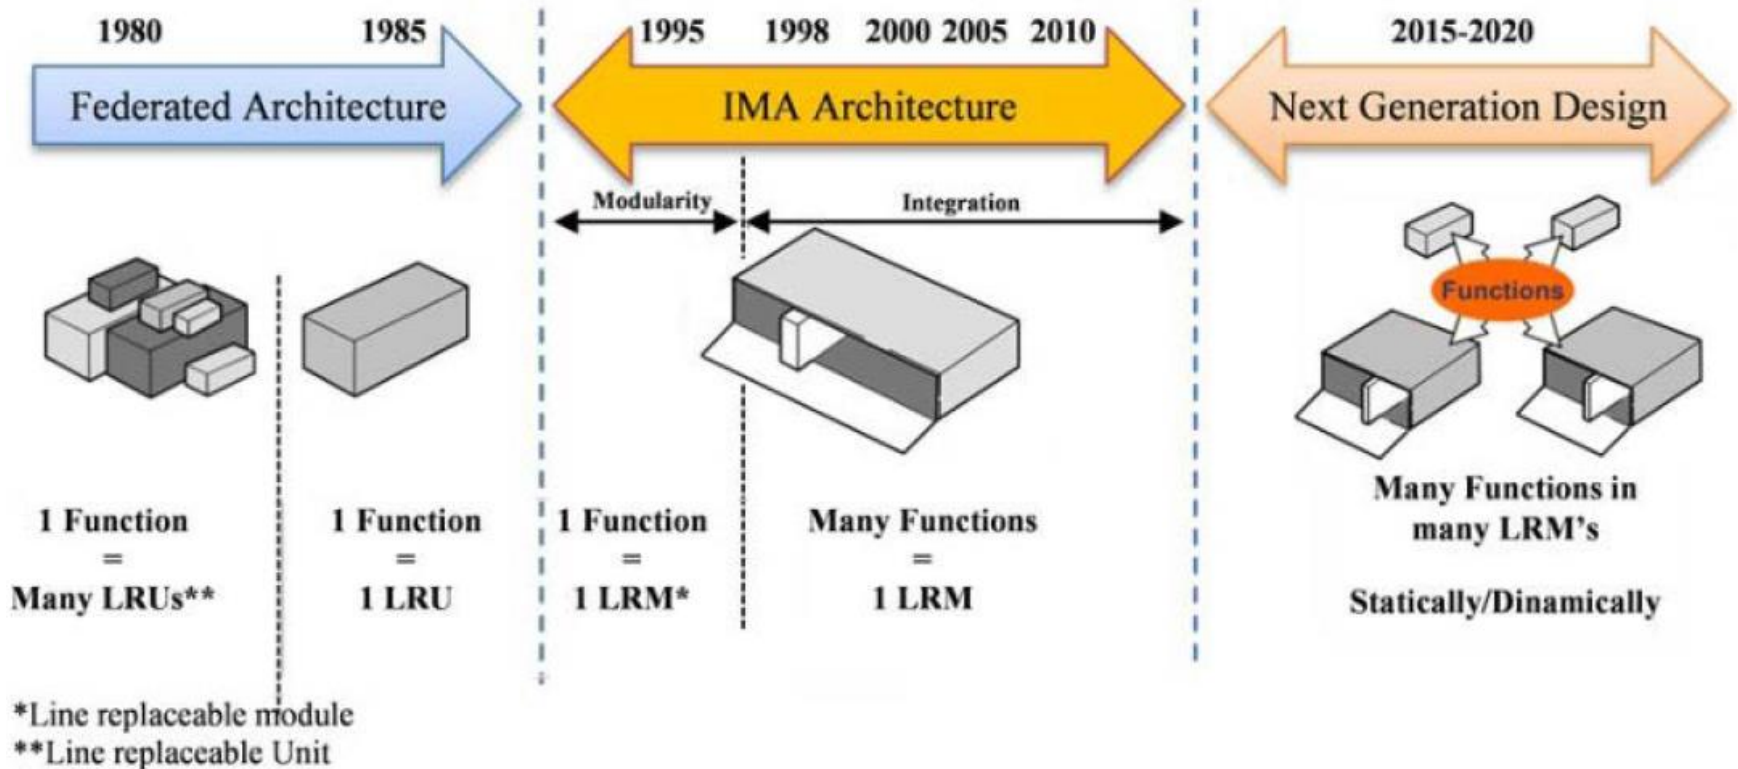 1980 1985 1995 1998 2000 2005 2010 2015-2020
Federated Architecture IMA Architecture Next Generation Design
Modularity Integration
Functions
1 Function
=
Many LRUs**
1 Function
=
1 LRU
1 Function
=
1 LRM*
Many Functions
=
1 LRM
Many Functions in
many LRM's
Statically/Dinamically
*Line replaceable module
**Line replaceable Unit